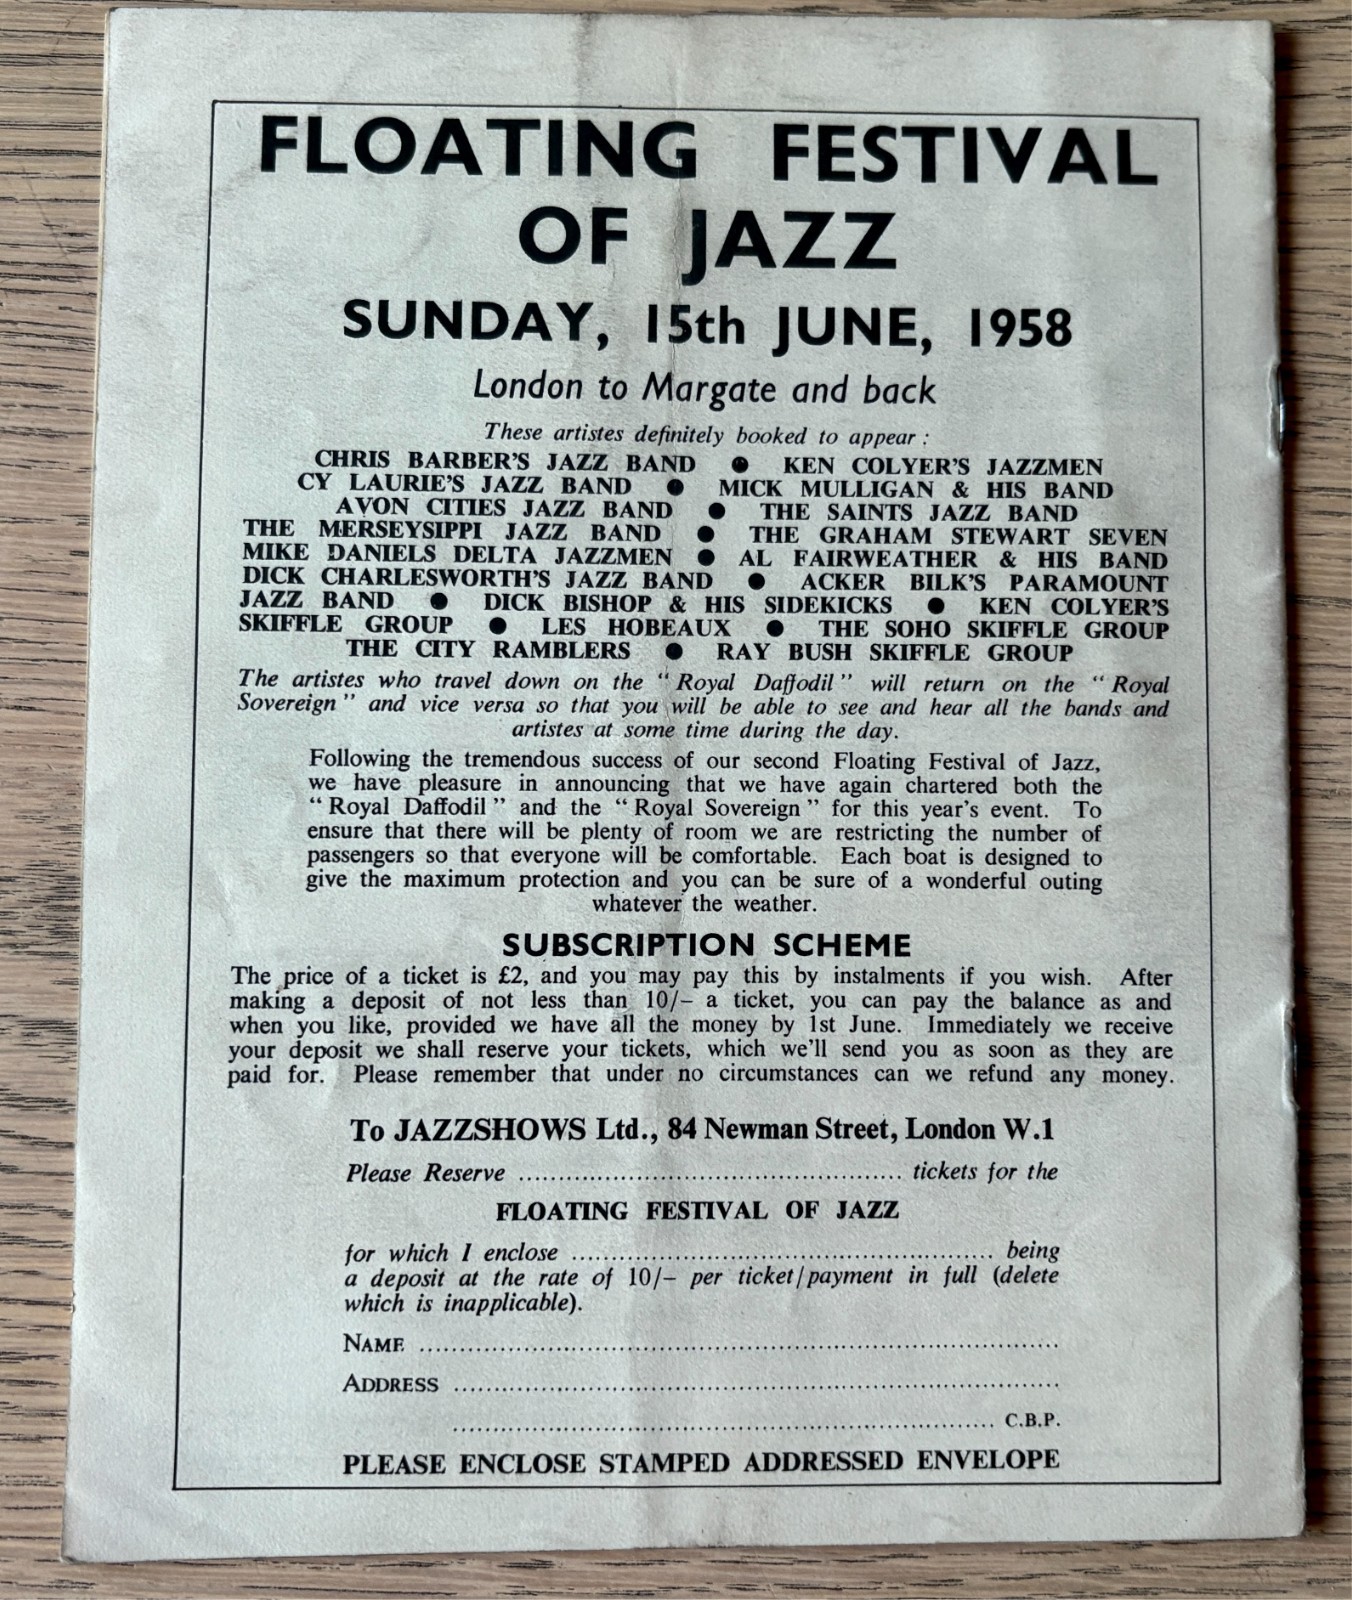 FLOATING FESTIVAL
OF JAZZ
SUNDAY, 15th JUNE, 1958
London to Margate and back
These artistes definitely booked to appear :
CHRIS BARBER'S JAZZ BAND ● KEN COLYER'S JAZZMEN
CY LAURIE'S JAZZ BAND ● MICK MULLIGAN & HIS BAND
AVON CITIES JAZZ BAND ● THE SAINTS JAZZ BAND
THE MERSEYSIPPI JAZZ BAND ● THE GRAHAM STEWART SEVEN
MIKE DANIELS DELTA JAZZMEN ● AL FAIRWEATHER & HIS BAND
DICK CHARLESWORTH'S JAZZ BAND ● ACKER BILK'S PARAMOUNT
JAZZ BAND ● DICK BISHOP & HIS SIDEKICKS ● KEN COLYER'S
SKIFFLE GROUP ● LES HOBEAUX ● THE SOHO SKIFFLE GROUP
THE CITY RAMBLERS ● RAY BUSH SKIFFLE GROUP
The artistes who travel down on the “ Royal Daffodil ” will return on the “ Royal
Sovereign ” and vice versa so that you will be able to see and hear all the bands and
artistes at some time during the day.
Following the tremendous success of our second Floating Festival of Jazz,
we have pleasure in announcing that we have again chartered both the
“ Royal Daffodil ” and the “ Royal Sovereign ” for this year's event. To
ensure that there will be plenty of room we are restricting the number of
passengers so that everyone will be comfortable. Each boat is designed to
give the maximum protection and you can be sure of a wonderful outing
whatever the weather.
SUBSCRIPTION SCHEME
The price of a ticket is £2, and you may pay this by instalments if you wish. After
making a deposit of not less than 10/– a ticket, you can pay the balance as and
when you like, provided we have all the money by 1st June. Immediately we receive
your deposit we shall reserve your tickets, which we'll send you as soon as they are
paid for. Please remember that under no circumstances can we refund any money.
To JAZZSHOWS Ltd., 84 Newman Street, London W.1
Please Reserve .......................................... tickets for the
FLOATING FESTIVAL OF JAZZ
for which I enclose .............................................. being
a deposit at the rate of 10/– per ticket/payment in full (delete
which is inapplicable).
NAME ......................................................................
ADDRESS ..................................................................
........................................................... C.B.P.
PLEASE ENCLOSE STAMPED ADDRESSED ENVELOPE